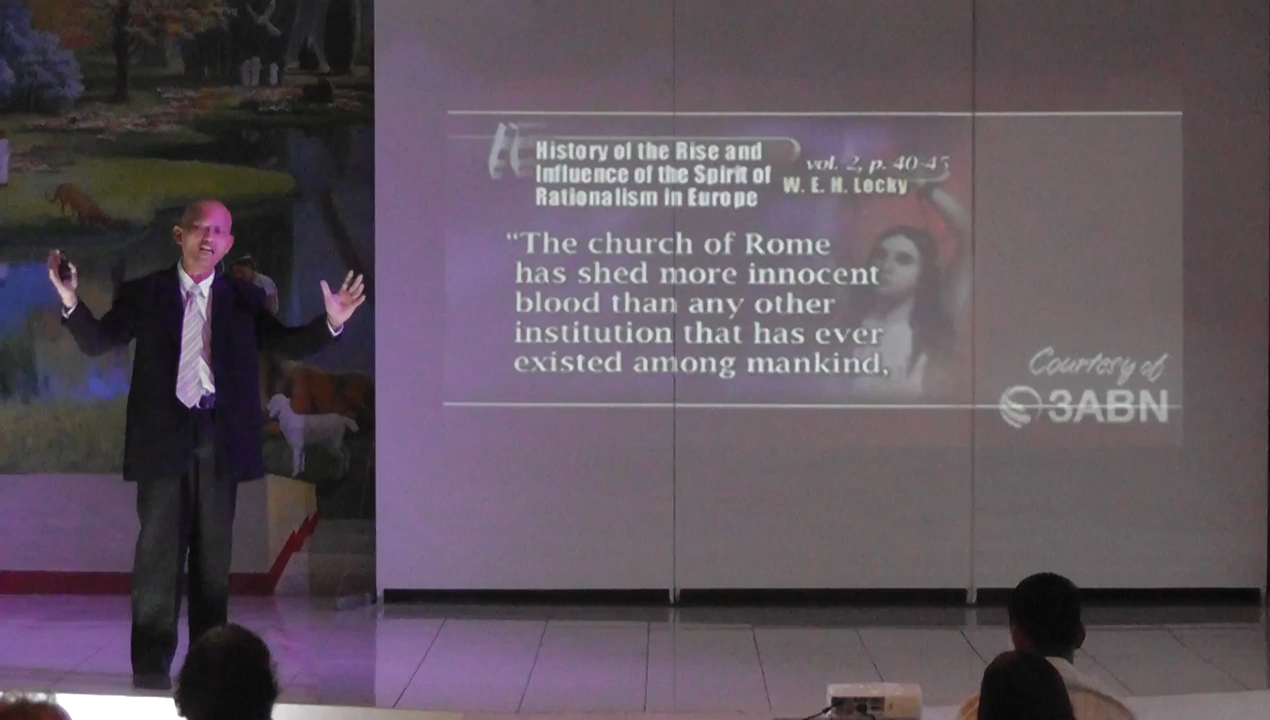 History of the Rise and
Influence of the Spirit of
Rationalism in Europe
vol. 2, p. 40-45
W. E. H. Lecky
"The church of Rome
has shed more innocent
blood than any other
institution that has ever
existed among mankind,
Courtesy of
3ABN